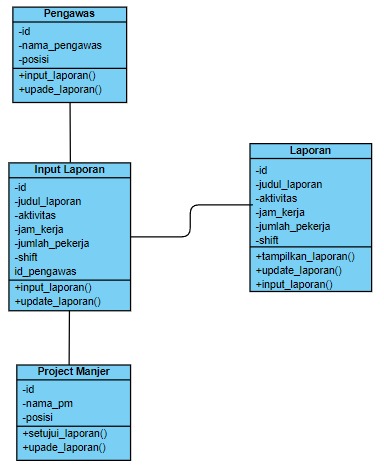 Pengawas
-id
-nama_pengawas
-posisi
+input_laporan()
+upade_laporan()
Input Laporan
-id
-judul_laporan
-aktivitas
-jam_kerja
-jumlah_pekerja
-shift
id_pengawas
+input_laporan()
+update_laporan()
Laporan
-id
-judul_laporan
-aktivitas
-jam_kerja
-jumlah_pekerja
-shift
+tampilkan_laporan()
+update_laporan()
+input_laporan()
Project Manjer
-id
-nama_pm
-posisi
+setujui_laporan()
+upade_laporan()